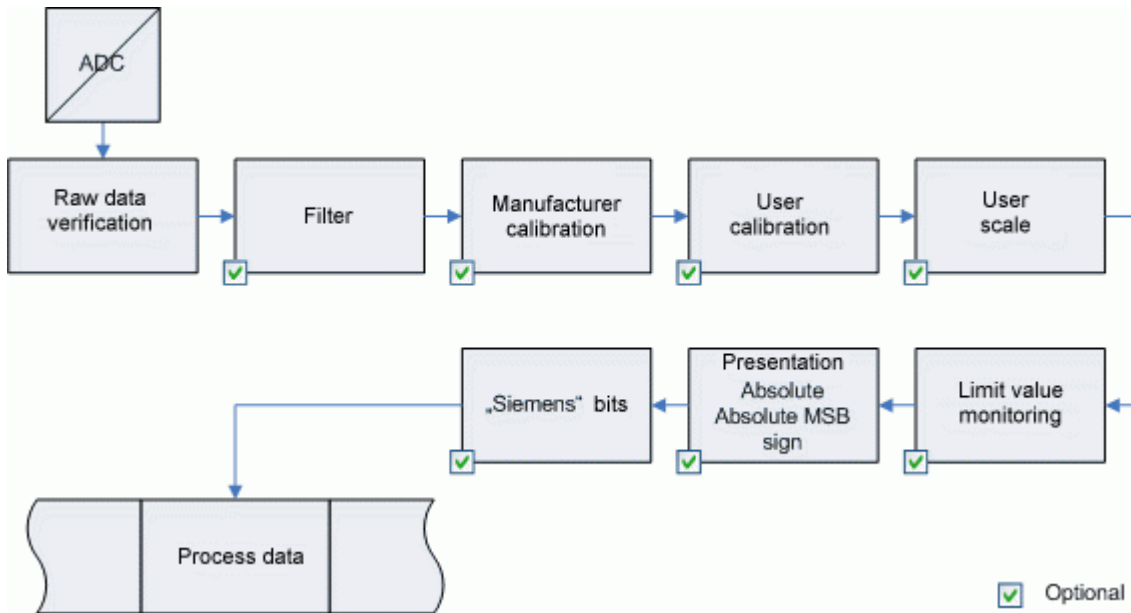 ADC
Raw data
verification
Filter
Manufacturer
calibration
User
calibration
User
scale
Limit value
monitoring
Presentation
Absolute
Absolute MSB
sign
„Siemens“ bits
Process data
Optional